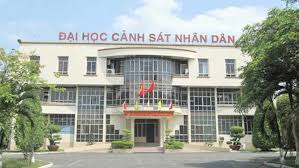 ĐẠI HỌC CẢNH SÁT NHÂN DÂN